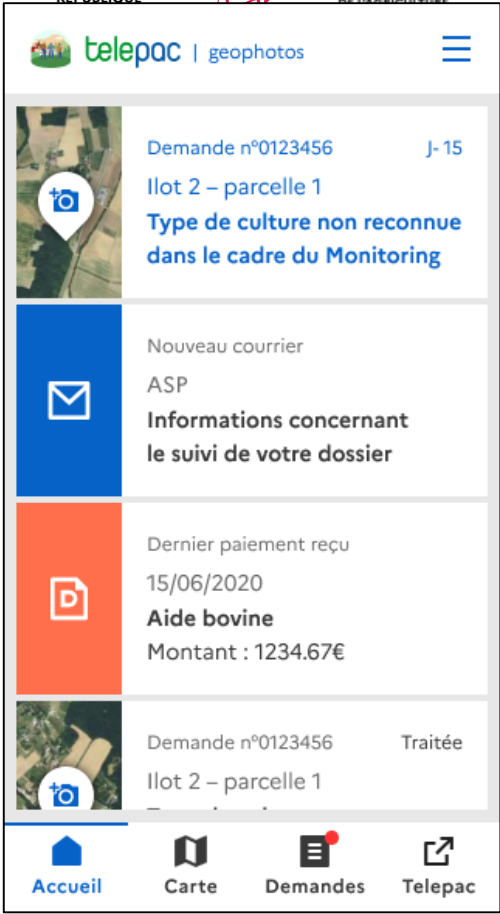 telepac | geophotos
Demande n°0123456 J- 15
Ilot 2 – parcelle 1
Type de culture non reconnue
dans le cadre du Monitoring
Nouveau courrier
ASP
Informations concernant
le suivi de votre dossier
D
Dernier paiement reçu
15/06/2020
Aide bovine
Montant : 1234.67€
Demande n°0123456 Traitée
Ilot 2 – parcelle 1
Accueil Carte Demandes Telepac